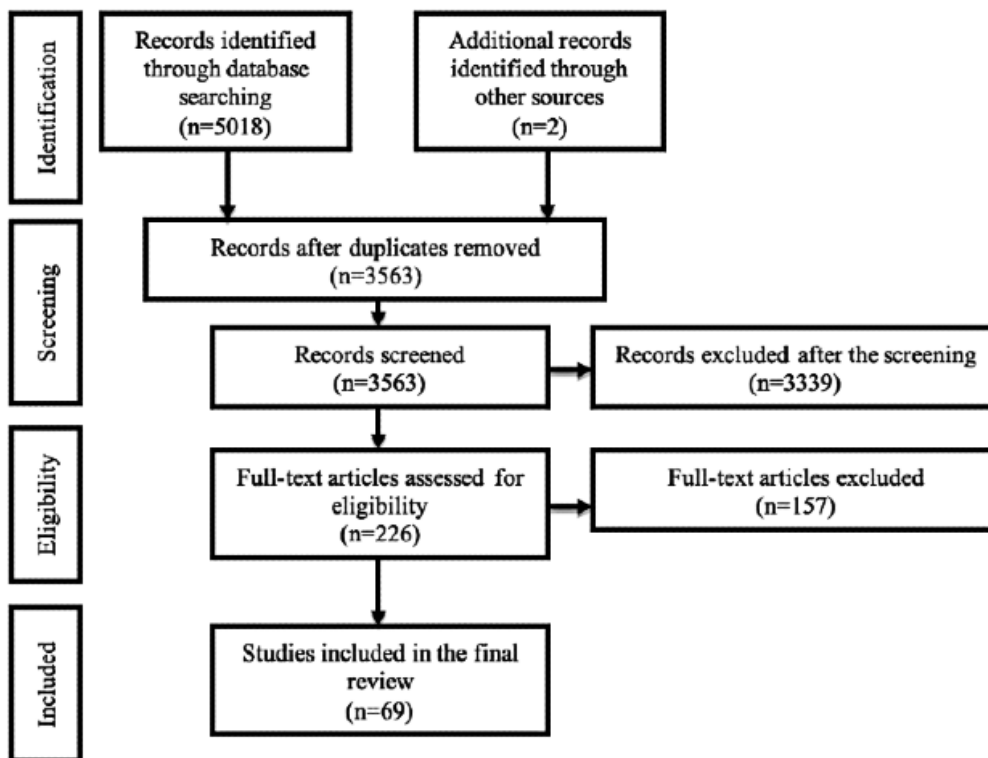 Identification
Records identified
through database
searching
(n=5018)
Additional records
identified through
other sources
(n=2)
Screening
Records after duplicates removed
(n=3563)
Records screened
(n=3563)
Records excluded after the screening
(n=3339)
Eligibility
Full-text articles assessed for
eligibility
(n=226)
Full-text articles excluded
(n=157)
Included
Studies included in the final
review
(n=69)